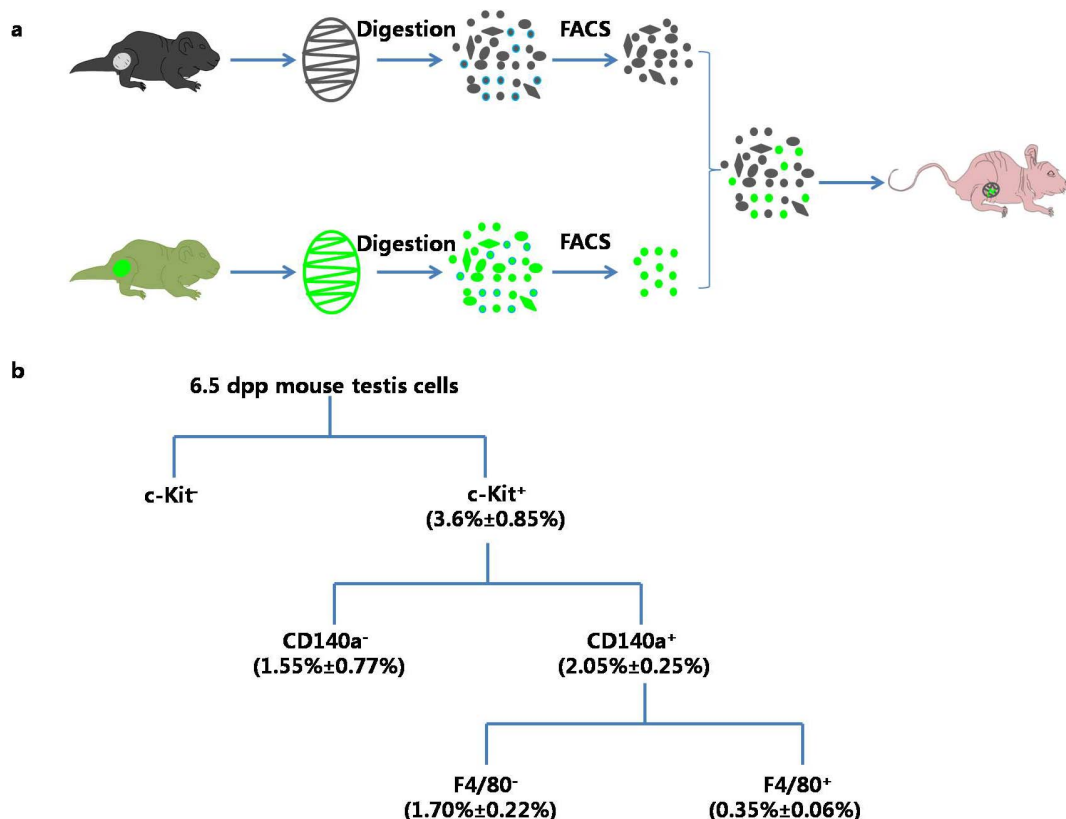 a
Digestion FACS
Digestion FACS
b
6.5 dpp mouse testis cells
c-Kit⁻ c-Kit⁺
(3.6%±0.85%)
CD140a⁻ CD140a⁺
(1.55%±0.77%) (2.05%±0.25%)
F4/80⁻ F4/80⁺
(1.70%±0.22%) (0.35%±0.06%)